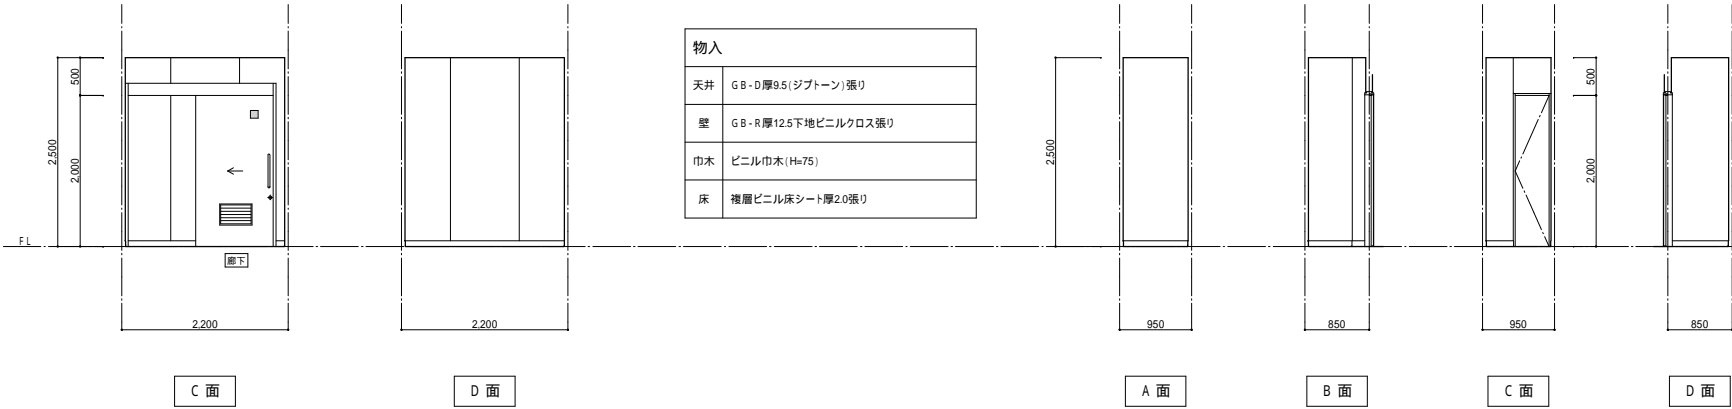 500
2,500
2,000
FL
廊下
2,200
C 面
2,200
D 面
物入
天井 GB-D厚9.5(ジプトーン)張り
壁 GB-R厚12.5下地ビニルクロス張り
巾木 ビニル巾木(H=75)
床 複層ビニル床シート厚2.0張り
2,500
950
A 面
850
B 面
500
2,000
950
C 面
850
D 面